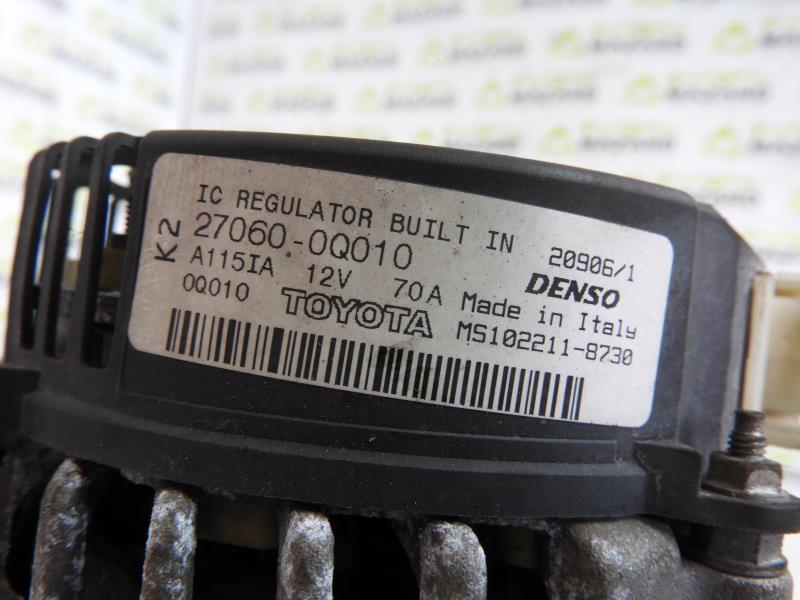 IC REGULATOR BUILT IN
K2
27060-0Q010
20906/1
A115IA 12V 70A
DENSO
0Q010 TOYOTA Made in Italy
MS102211-8730